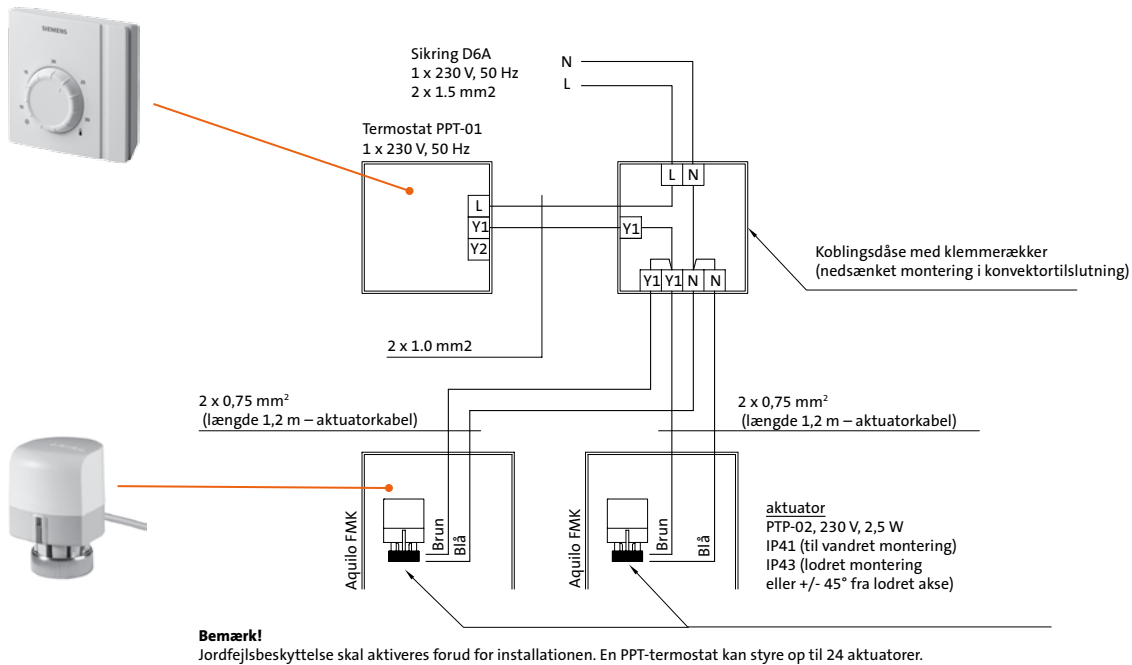 SIEMENS
Sikring D6A
1 x 230 V, 50 Hz
2 x 1.5 mm2
N
L
Termostat PPT-01
1 x 230 V, 50 Hz
L
Y1
Y2
L N
Y1
Y1 Y1 N N
Koblingsdåse med klemmerækker
(nedsænket montering i konvektortilslutning)
2 x 1.0 mm2
2 x 0,75 mm²
(længde 1,2 m – aktuatorkabel)
2 x 0,75 mm²
(længde 1,2 m – aktuatorkabel)
Aquilo FMK
Brun
Blå
Aquilo FMK
Brun
Blå
aktuator
PTP-02, 230 V, 2,5 W
IP41 (til vandret montering)
IP43 (lodret montering
eller +/- 45° fra lodret akse)
Bemærk!
Jordfejlsbeskyttelse skal aktiveres forud for installationen. En PPT-termostat kan styre op til 24 aktuatorer.